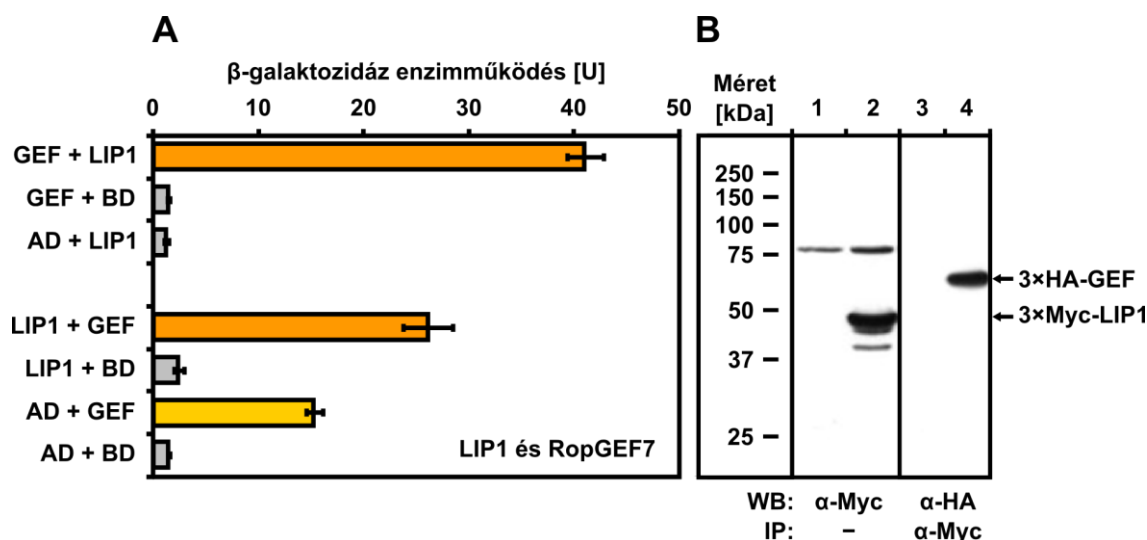 A
β-galaktozidáz enzimműködés [U]
0 10 20 30 40 50
GEF + LIP1
GEF + BD
AD + LIP1
LIP1 + GEF
LIP1 + BD
AD + GEF
AD + BD
LIP1 és RopGEF7
B
Méret
[kDa]
1 2 3 4
250
150
100
75
50
37
25
3×HA-GEF
3×Myc-LIP1
WB: α-Myc α-HA
IP: – α-Myc